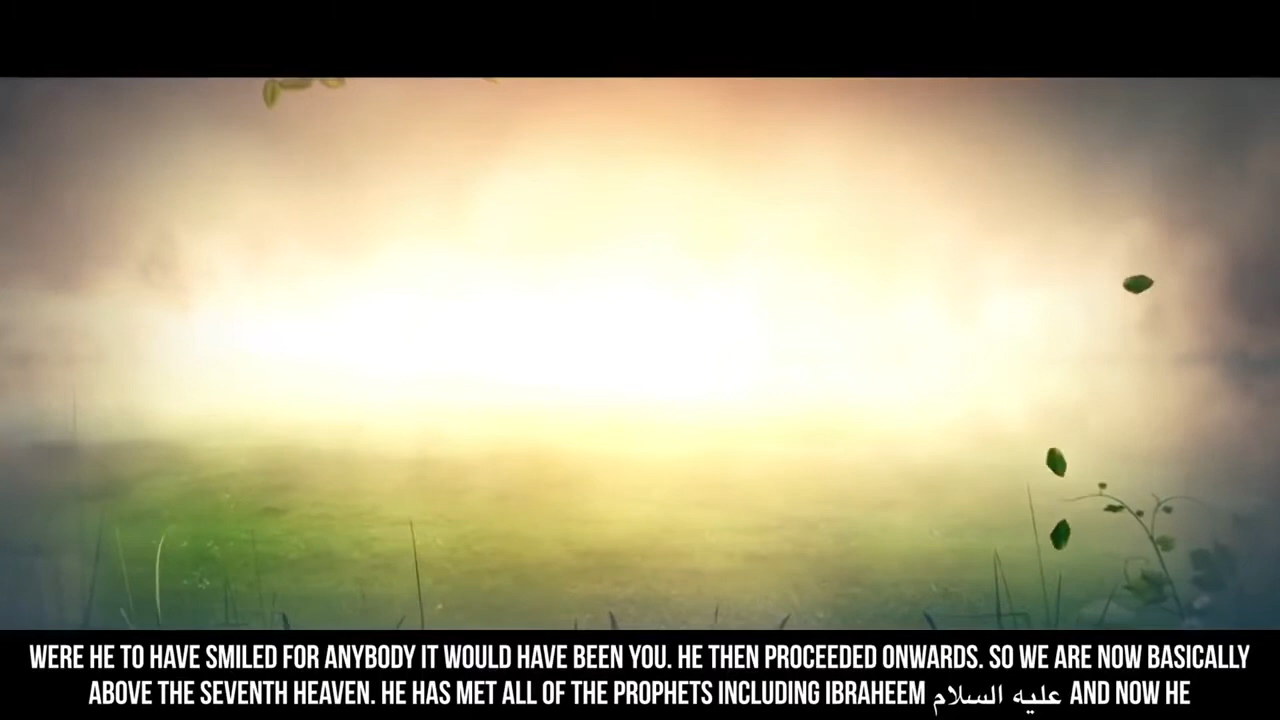 WERE HE TO HAVE SMILED FOR ANYBODY IT WOULD HAVE BEEN YOU. HE THEN PROCEEDED ONWARDS. SO WE ARE NOW BASICALLY
ABOVE THE SEVENTH HEAVEN. HE HAS MET ALL OF THE PROPHETS INCLUDING IBRAHEEM عليه السلام AND NOW HE